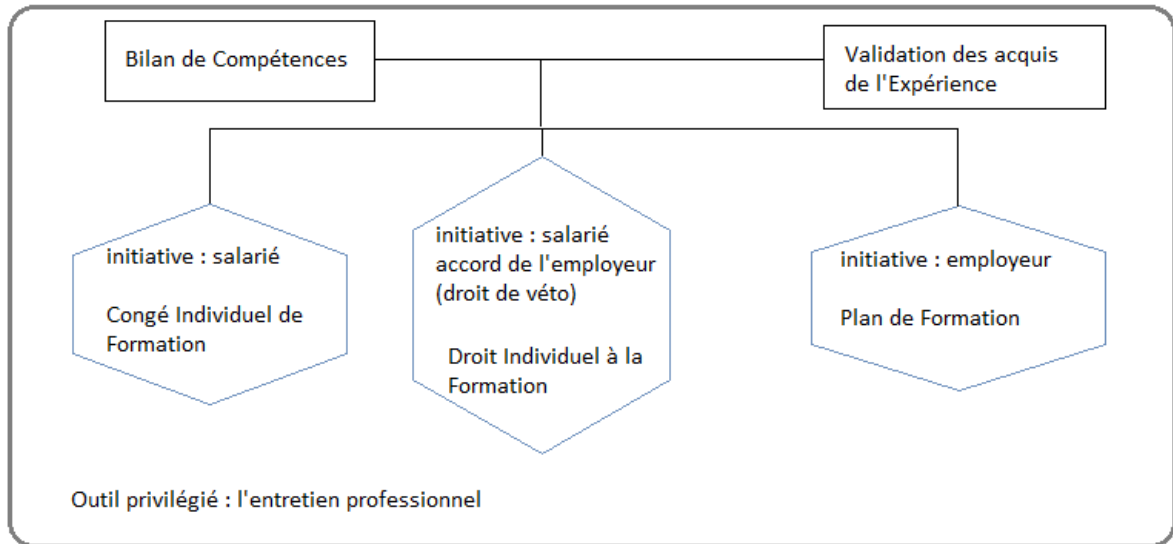 Bilan de Compétences
Validation des acquis
de l'Expérience
initiative : salarié
Congé Individuel de
Formation
initiative : salarié
accord de l'employeur
(droit de véto)
Droit Individuel à la
Formation
initiative : employeur
Plan de Formation
Outil privilégié : l'entretien professionnel